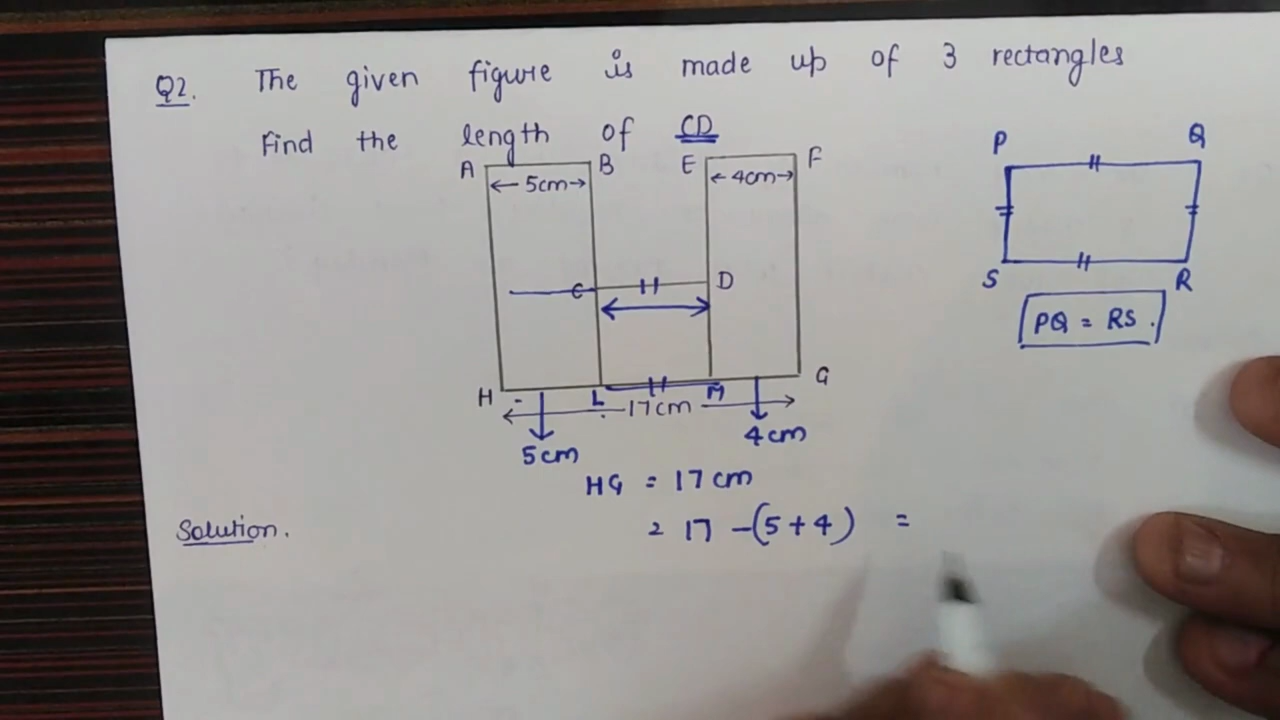 Q2. The given figure is made up of 3 rectangles
Find the length of CD
A B E F
← 5cm → ← 4cm →
C D
H L M G
17cm
5cm 4cm
HG = 17 cm
= 17 - (5 + 4) =
Solution.
P Q
S R
PQ = RS.